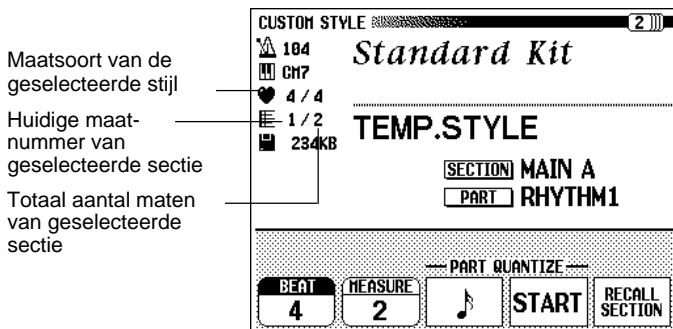 Maatsoort van de
geselecteerde stijl
Huidige maat-
nummer van
geselecteerde sectie
Totaal aantal maten
van geselecteerde
sectie
CUSTOM STYLE 2
104
CM7
4/4
1/2
234KB
Standard Kit
TEMP.STYLE
SECTION MAIN A
PART RHYTHM1
PART QUANTIZE
BEAT
4
MEASURE
2
START
RECALL
SECTION